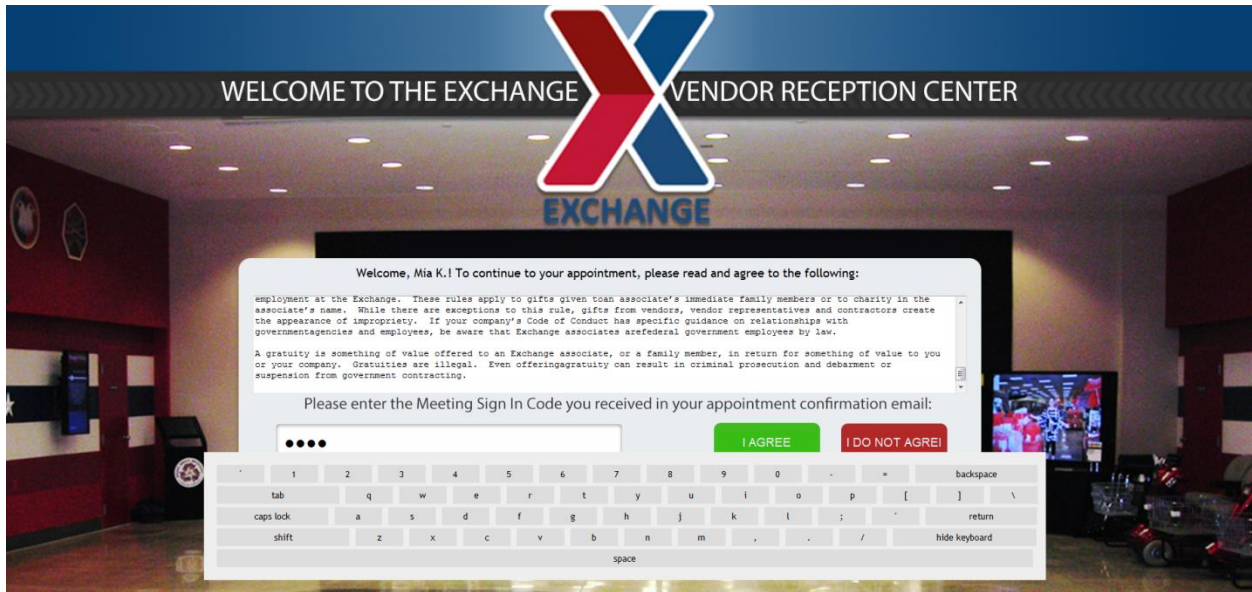 WELCOME TO THE EXCHANGE VENDOR RECEPTION CENTER
EXCHANGE
Welcome, Mia K.! To continue to your appointment, please read and agree to the following:
employment at the Exchange.  These rules apply to gifts given toan associate's immediate family members or to charity in the
associate's name.  While there are exceptions to this rule, gifts from vendors, vendor representatives and contractors create
the appearance of impropriety.  If your company's Code of Conduct has specific guidance on relationships with
governmentagencies and employees, be aware that Exchange associates arefederal government employees by law.
A gratuity is something of value offered to an Exchange associate, or a family member, in return for something of value to you
or your company.  Gratuities are illegal.  Even offeringagratuity can result in criminal prosecution and debarment or
suspension from government contracting.
Please enter the Meeting Sign In Code you received in your appointment confirmation email:
I AGREE I DO NOT AGREI
` 1 2 3 4 5 6 7 8 9 0 - = backspace
tab q w e r t y u i o p [ ] \
caps lock a s d f g h j k l ; ' return
shift z x c v b n m , . / hide keyboard
space